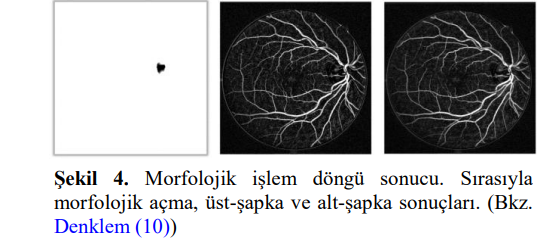 Şekil 4. Morfolojik işlem döngü sonucu. Sırasıyla
morfolojik açma, üst-şapka ve alt-şapka sonuçları. (Bkz.
Denklem (10))